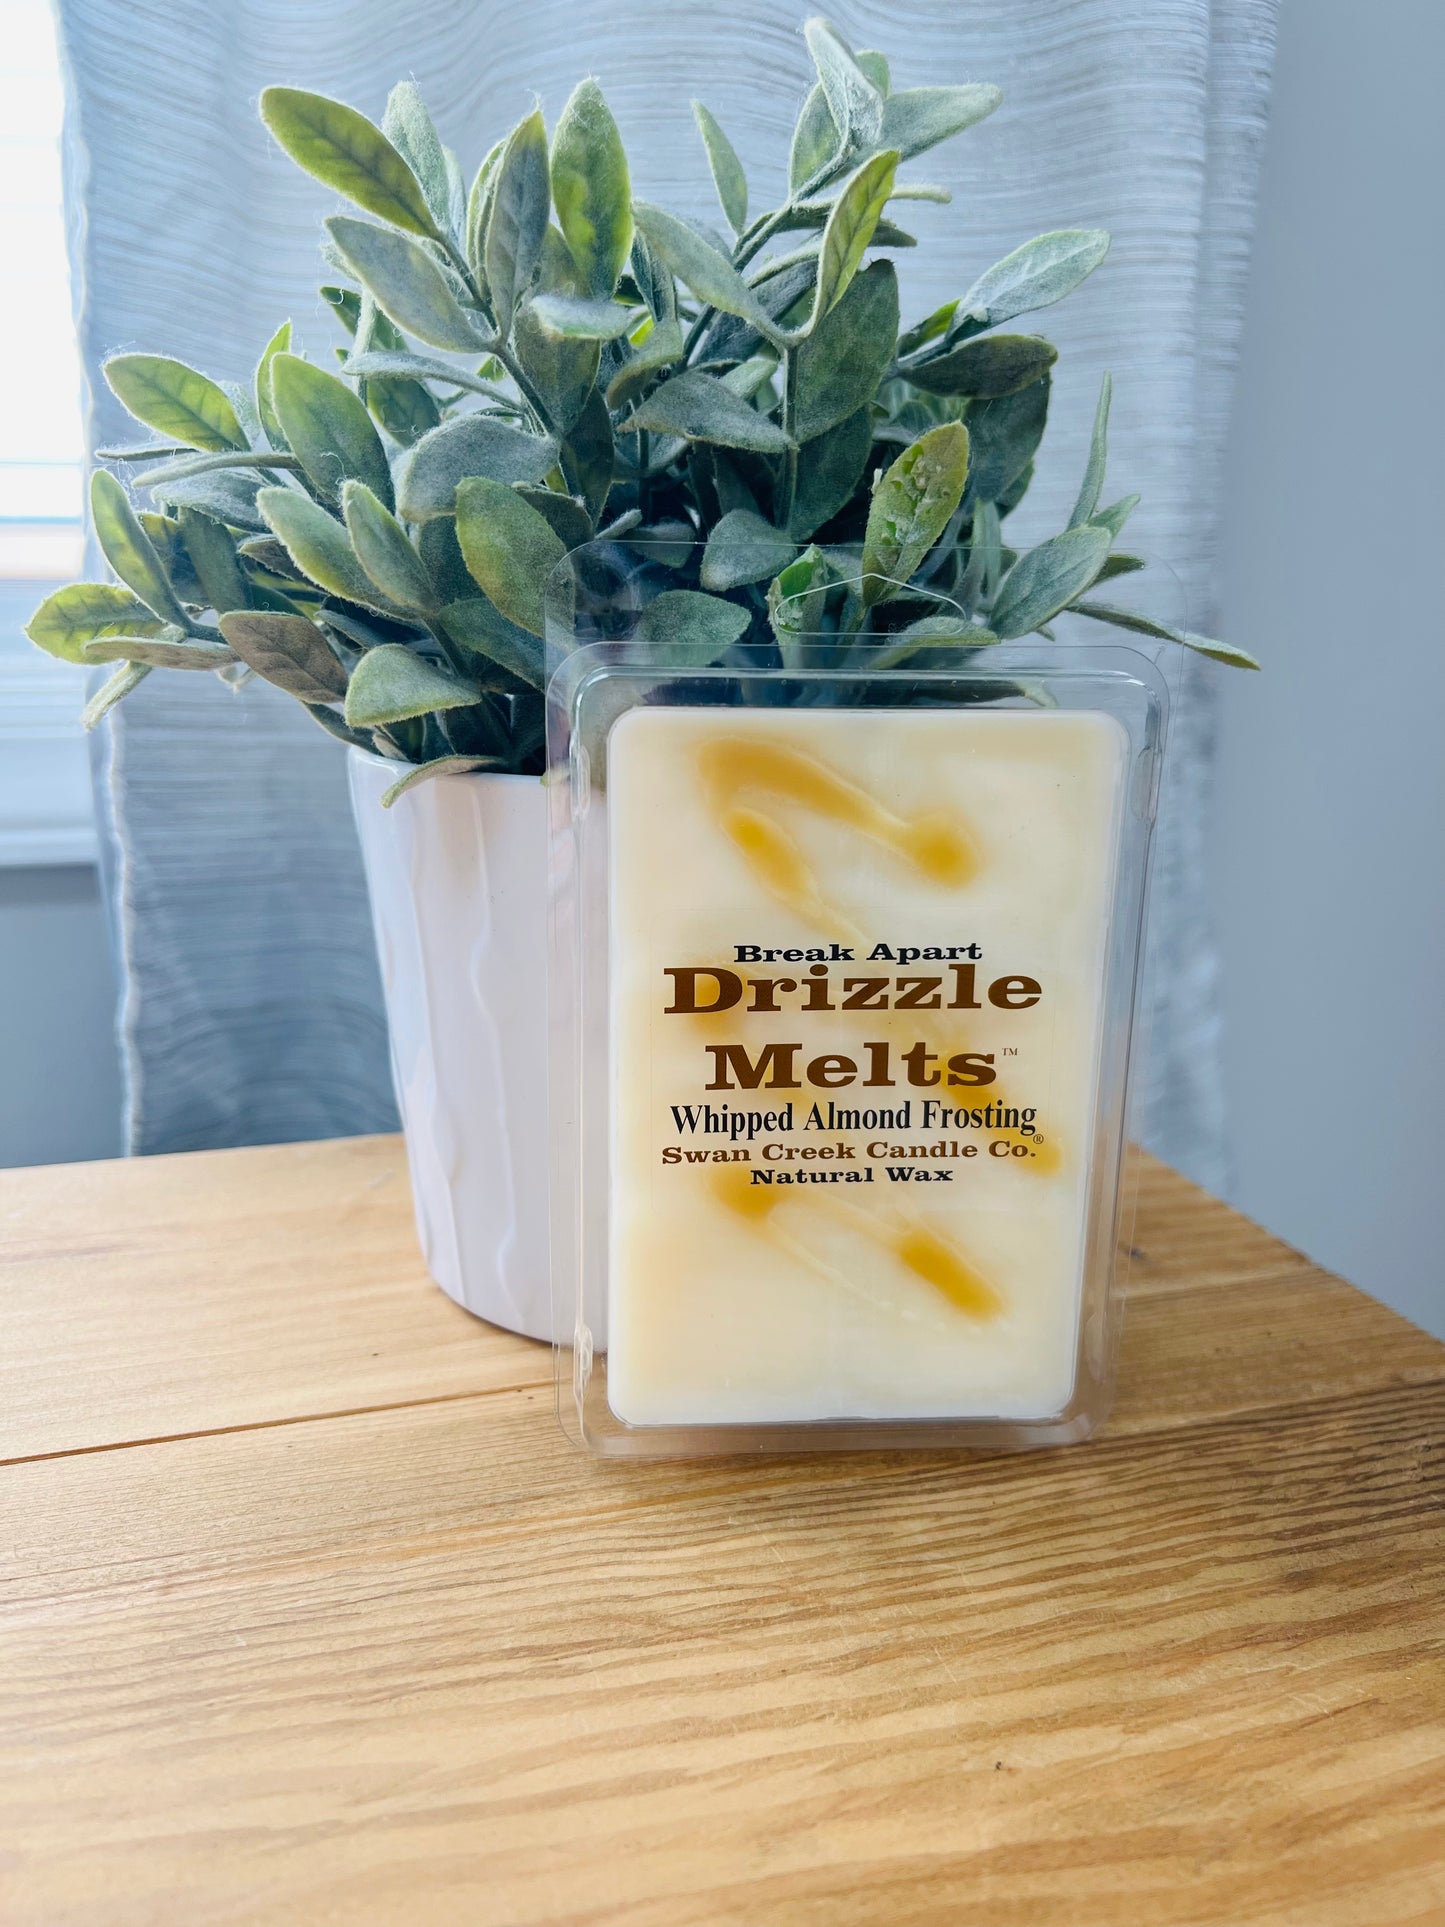 Break Apart
Drizzle
Melts™
Whipped Almond Frosting
Swan Creek Candle Co.®
Natural Wax